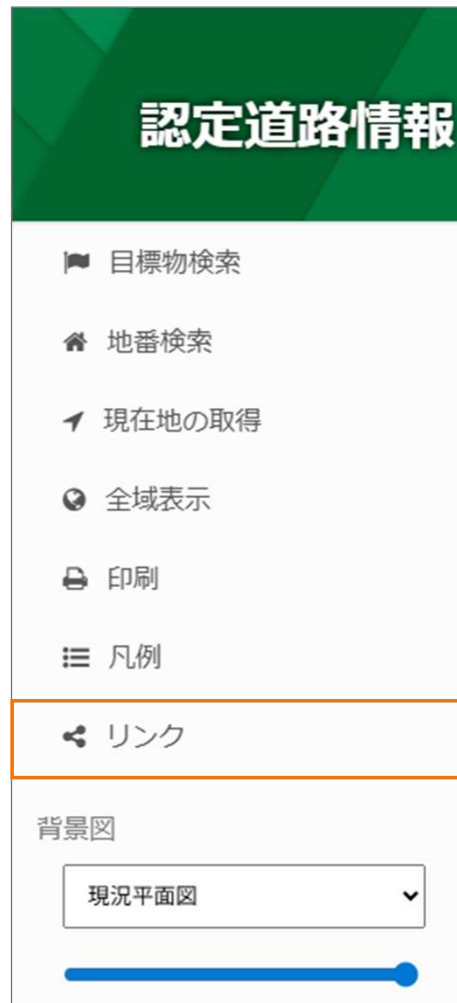 認定道路情報
目標物検索
地番検索
現在地の取得
全域表示
印刷
凡例
リンク
背景図
現況平面図